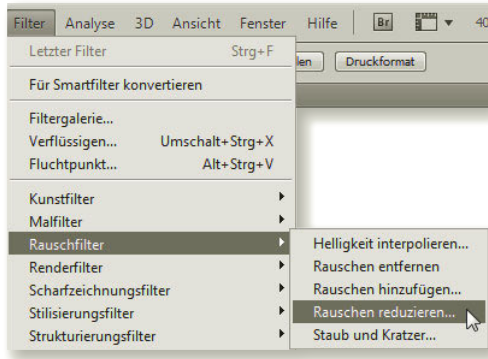 Filter Analyse 3D Ansicht Fenster Hilfe Br 40
Letzter Filter Strg+F
len Druckformat
Für Smartfilter konvertieren
Filtergalerie...
Verflüssigen... Umschalt+Strg+X
Fluchtpunkt... Alt+Strg+V
Kunstfilter
Malfilter
Rauschfilter
Renderfilter
Scharfzeichnungsfilter
Stilisierungsfilter
Strukturierungsfilter
Helligkeit interpolieren...
Rauschen entfernen
Rauschen hinzufügen...
Rauschen reduzieren...
Staub und Kratzer...